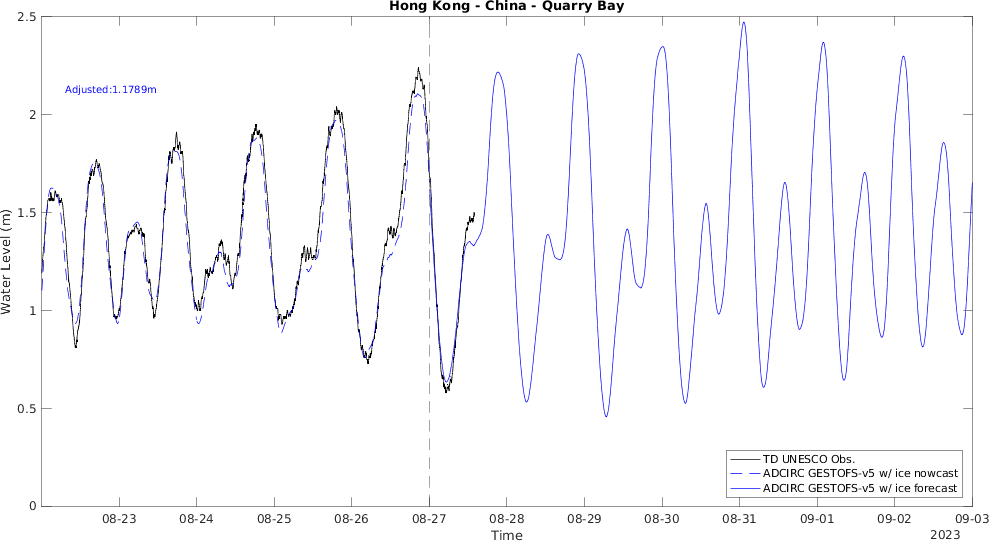 Hong Kong - China - Quarry Bay
2.5
2
1.5
1
0.5
0
Water Level (m)
Adjusted:1.1789m
TD UNESCO Obs.
ADCIRC GESTOFS-v5 w/ ice nowcast
ADCIRC GESTOFS-v5 w/ ice forecast
08-23 08-24 08-25 08-26 08-27 08-28 08-29 08-30 08-31 09-01 09-02 09-03
Time
2023